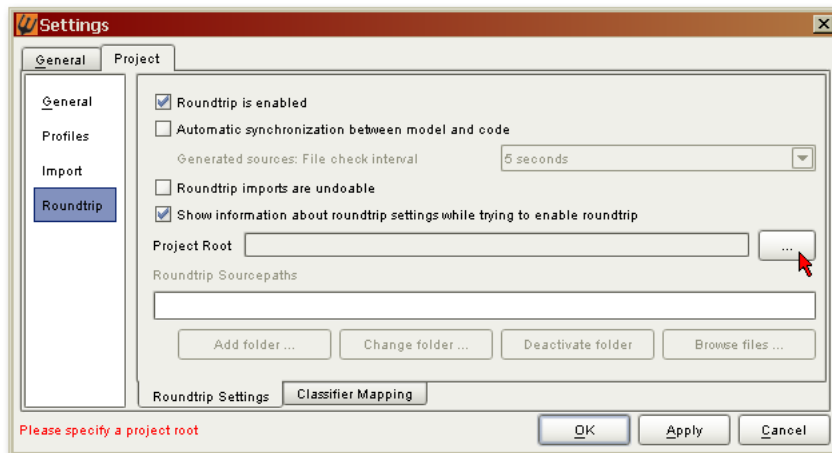 Settings
General Project
General
Profiles
Import
Roundtrip
Roundtrip is enabled
Automatic synchronization between model and code
Generated sources: File check interval 5 seconds
Roundtrip imports are undoable
Show information about roundtrip settings while trying to enable roundtrip
Project Root ...
Roundtrip Sourcepaths
Add folder ... Change folder ... Deactivate folder Browse files ...
Roundtrip Settings Classifier Mapping
Please specify a project root OK Apply Cancel